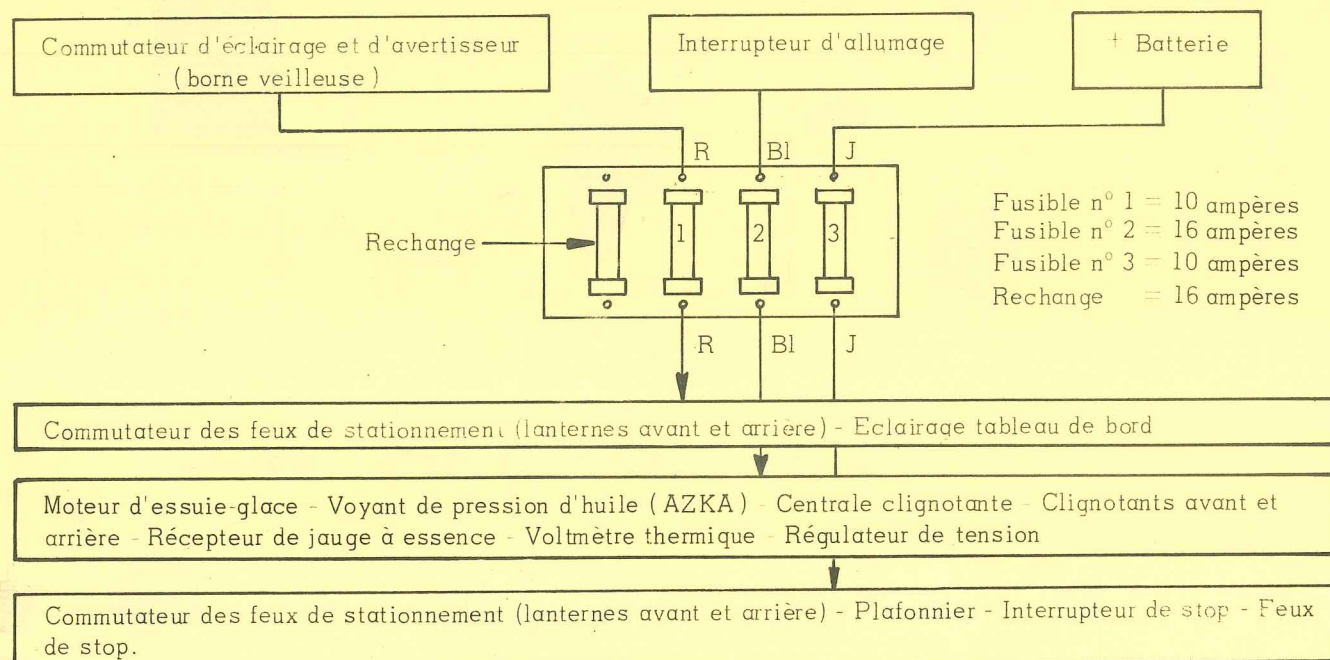 Commutateur d'éclairage et d'avertisseur
(borne veilleuse)
Interrupteur d'allumage
+ Batterie
R
Bl
J
Rechange
1
2
3
Fusible n° 1 = 10 ampères
Fusible n° 2 = 16 ampères
Fusible n° 3 = 10 ampères
Rechange = 16 ampères
R
Bl
J
Commutateur des feux de stationnement (lanternes avant et arrière) - Eclairage tableau de bord
Moteur d'essuie-glace - Voyant de pression d'huile (AZKA) - Centrale clignotante - Clignotants avant et
arrière - Récepteur de jauge à essence - Voltmètre thermique - Régulateur de tension
Commutateur des feux de stationnement (lanternes avant et arrière) - Plafonnier - Interrupteur de stop - Feux
de stop.